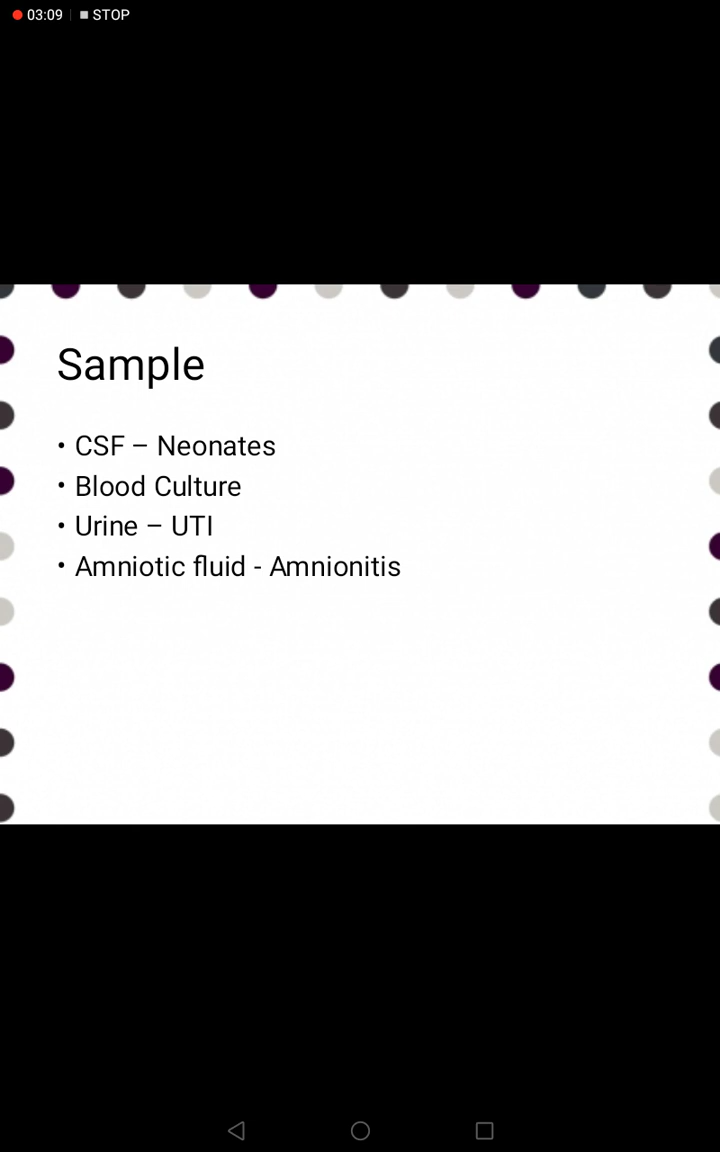 03:09 STOP
Sample
• CSF – Neonates
• Blood Culture
• Urine – UTI
• Amniotic fluid - Amnionitis